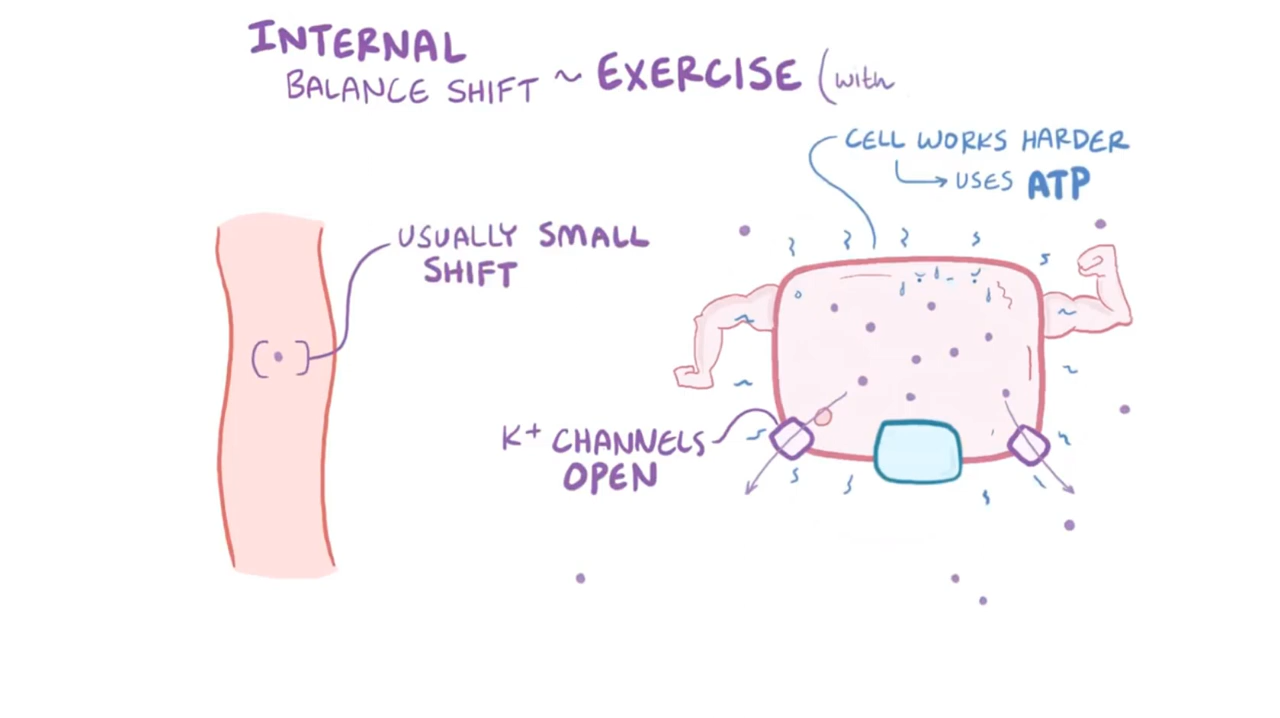 INTERNAL
BALANCE SHIFT ~ EXERCISE (with
CELL WORKS HARDER
USES ATP
USUALLY SMALL
SHIFT
K+ CHANNELS
OPEN